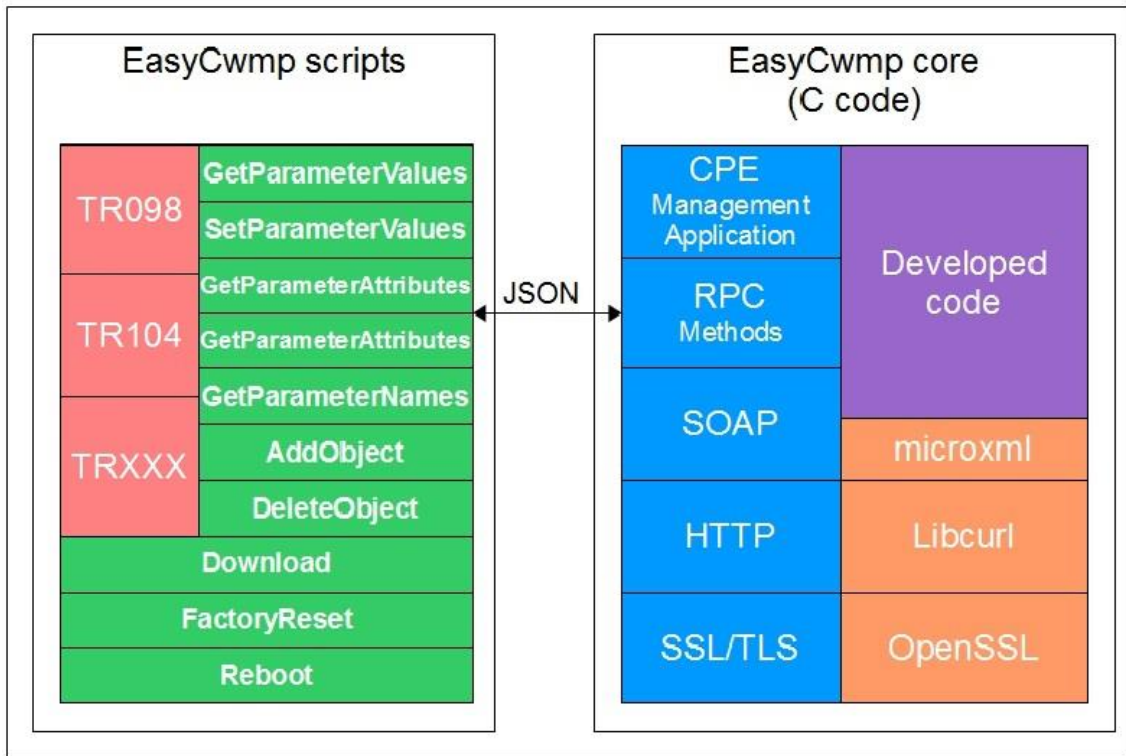 EasyCwmp scripts
TR098
TR104
TRXXX
GetParameterValues
SetParameterValues
GetParameterAttributes
GetParameterAttributes
GetParameterNames
AddObject
DeleteObject
Download
FactoryReset
Reboot
JSON
EasyCwmp core
(C code)
CPE
Management
Application
RPC
Methods
SOAP
HTTP
SSL/TLS
Developed
code
microxml
Libcurl
OpenSSL